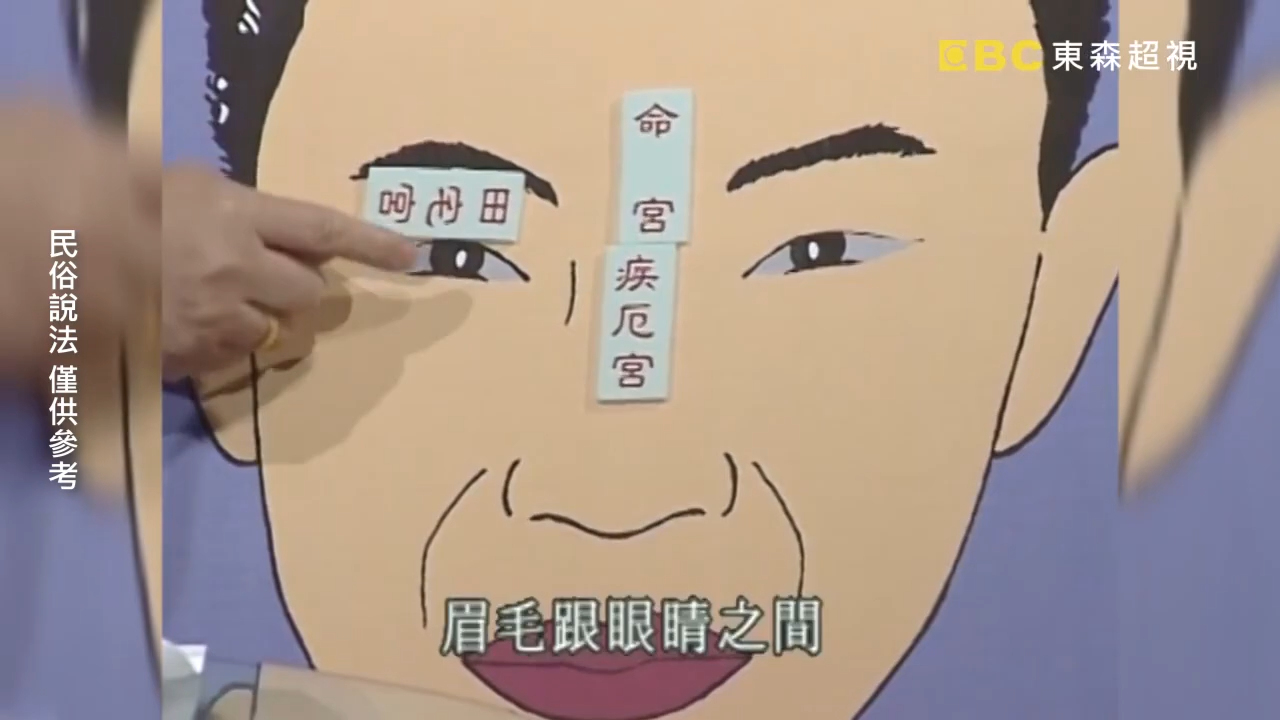 EBC 東森超視
命宮
田宅宮
疾厄宮
民俗說法 僅供參考
眉毛跟眼睛之間